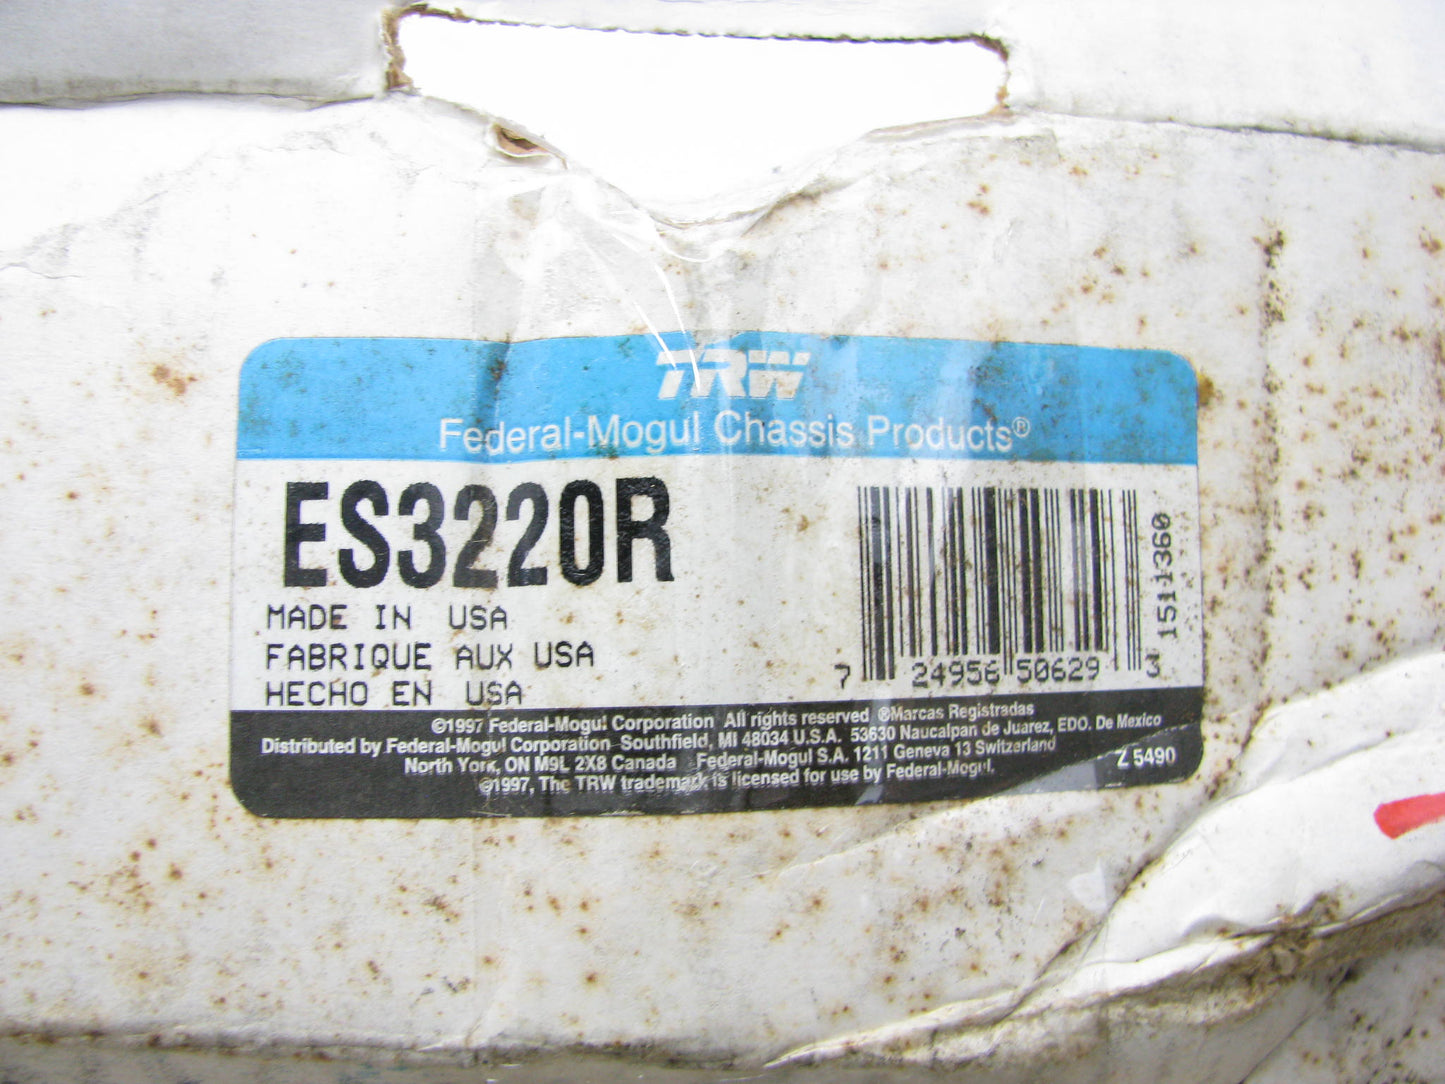 TRW
Federal-Mogul Chassis Products®
ES3220R
MADE IN USA
FABRIQUE AUX USA
HECHO EN USA
7 24956 50629 3
1511360
©1997 Federal-Mogul Corporation All rights reserved ®Marcas Registradas
Distributed by Federal-Mogul Corporation Southfield, MI 48034 U.S.A. 53630 Naucalpan de Juarez, EDO. De Mexico
North York, ON M9L 2X8 Canada Federal-Mogul S.A. 1211 Geneva 13 Switzerland
©1997, The TRW trademark is licensed for use by Federal-Mogul.
Z 5490